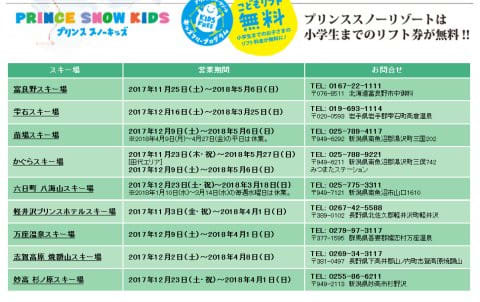 PRINCE SNOW KIDS
プリンス スノーキッズ
KIDS FREE
こどもリフト
無料
小学生までのお子さまの
リフト料金が無料に!
プリンススノーリゾートは
小学生までのリフト券が無料!!
スキー場 営業期間 お問合せ
富良野スキー場 2017年11月25日(土)～2018年5月6日(日) TEL: 0167-22-1111
〒076-8511 北海道富良野市中御料
雫石スキー場 2017年12月16日(土)～2018年3月25日(日) TEL: 019-693-1114
〒020-0593 岩手県岩手郡雫石町高倉温泉
苗場スキー場 2017年12月9日(土)～2018年5月6日(日) TEL: 025-789-4117
※2018年4月9日(月)～4月27日(金)の平日は休業。 〒949-6292 新潟県南魚沼郡湯沢町三国202
かぐらスキー場 2017年11月23日(木・祝)～2018年5月27日(日) TEL: 025-788-9221
[田代エリア] 〒949-6211 新潟県南魚沼郡湯沢町三俣742
2017年12月9日(土)～2018年5月6日(日) みつまたステーション
六日町 八海山スキー場 2017年12月23日(土・祝)～2018年3月18日(日) TEL: 025-775-3311
※2018年1月10日(水)～3月14日(水)の毎週水曜日は休業。 〒949-7121 新潟県南魚沼市山口1610
軽井沢プリンスホテルスキー場 2017年11月3日(金・祝)～2018年4月1日(日) TEL: 0267-42-5588
〒389-0102 長野県北佐久郡軽井沢町軽井沢
万座温泉スキー場 2017年12月9日(土)～2018年4月1日(日) TEL: 0279-97-3117
〒377-1595 群馬県吾妻郡嬬恋村万座温泉
志賀高原 焼額山スキー場 2017年12月2日(土)～2018年4月8日(日) TEL: 0269-34-3117
〒381-0497 長野県下高井郡山ノ内町志賀高原焼額山
妙高 杉ノ原スキー場 2017年12月23日(土・祝)～2018年4月1日(日) TEL: 0255-86-6211
〒949-2113 新潟県妙高市杉野沢